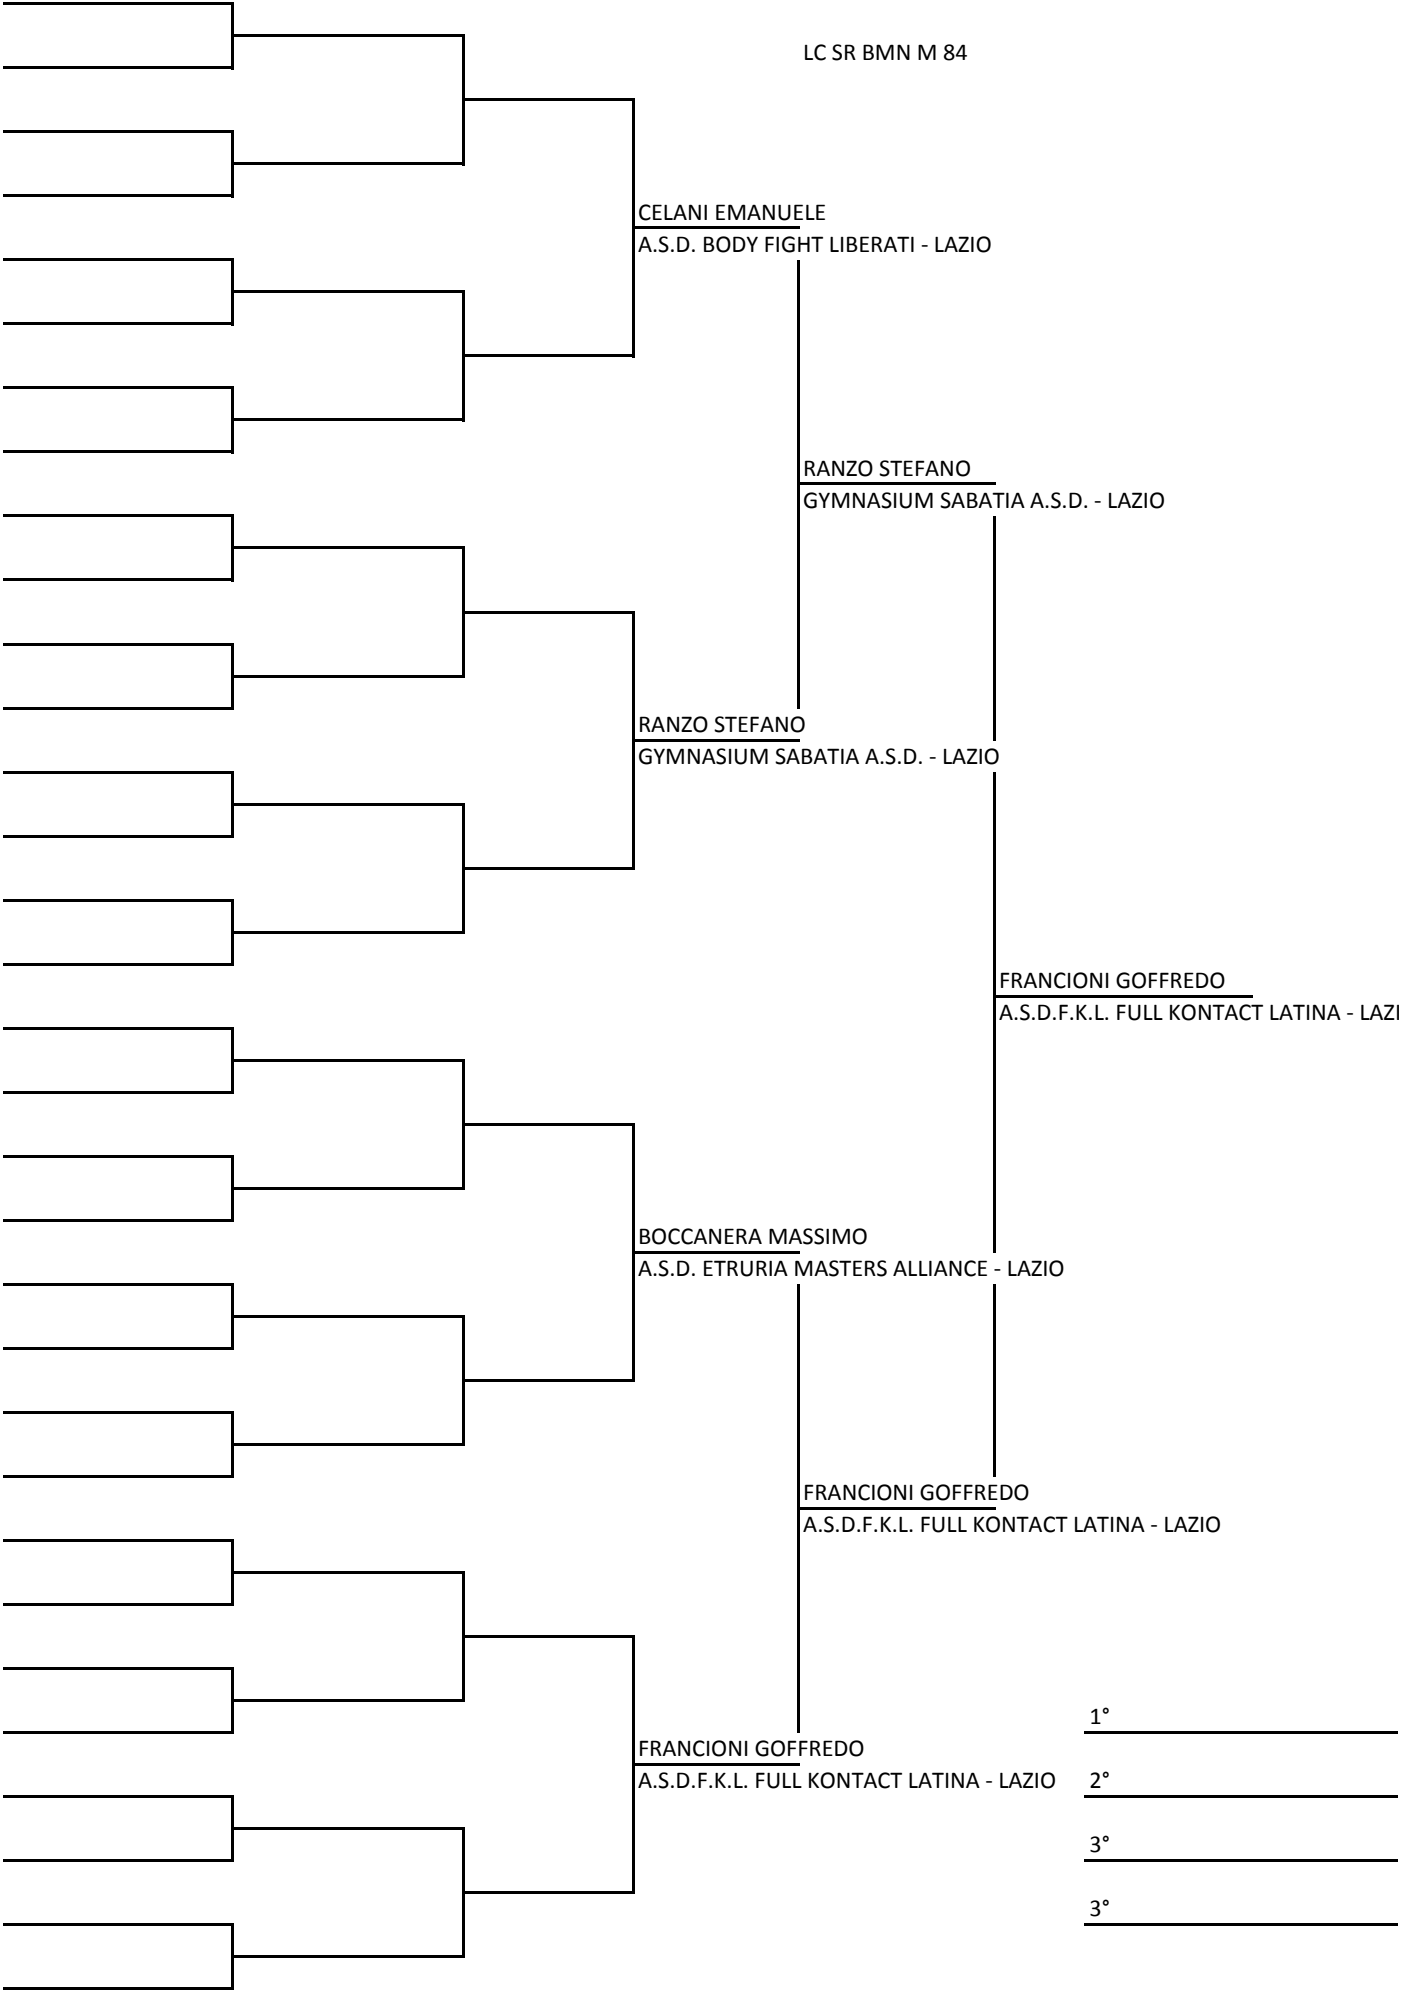 LC SR BMN M 84
CELANI EMANUELE
A.S.D. BODY FIGHT LIBERATI - LAZIO
RANZO STEFANO
GYMNASIUM SABATIA A.S.D. - LAZIO
RANZO STEFANO
GYMNASIUM SABATIA A.S.D. - LAZIO
FRANCIONI GOFFREDO
A.S.D.F.K.L. FULL KONTACT LATINA - LAZI
BOCCANERA MASSIMO
A.S.D. ETRURIA MASTERS ALLIANCE - LAZIO
FRANCIONI GOFFREDO
A.S.D.F.K.L. FULL KONTACT LATINA - LAZIO
1°
FRANCIONI GOFFREDO
A.S.D.F.K.L. FULL KONTACT LATINA - LAZIO
2°
3°
3°